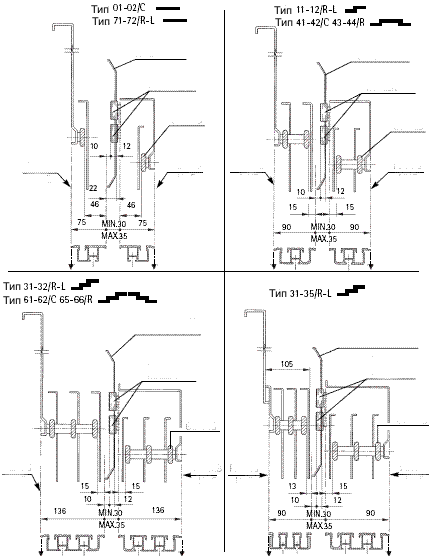 Тип 01-02/C
Тип 71-72/R-L
10 12
22
46 46
75 MIN.30 75
MAX.35
Тип 11-12/R-L
Тип 41-42/C 43-44/R
10 12
15 15
90 MIN.30 90
MAX.35
Тип 31-32/R-L
Тип 61-62/C 65-66/R
15 15
10 12
136 MIN.30 136
MAX.35
Тип 31-35/R-L
105
13 15
10 12
90 MIN.30 90
MAX.35